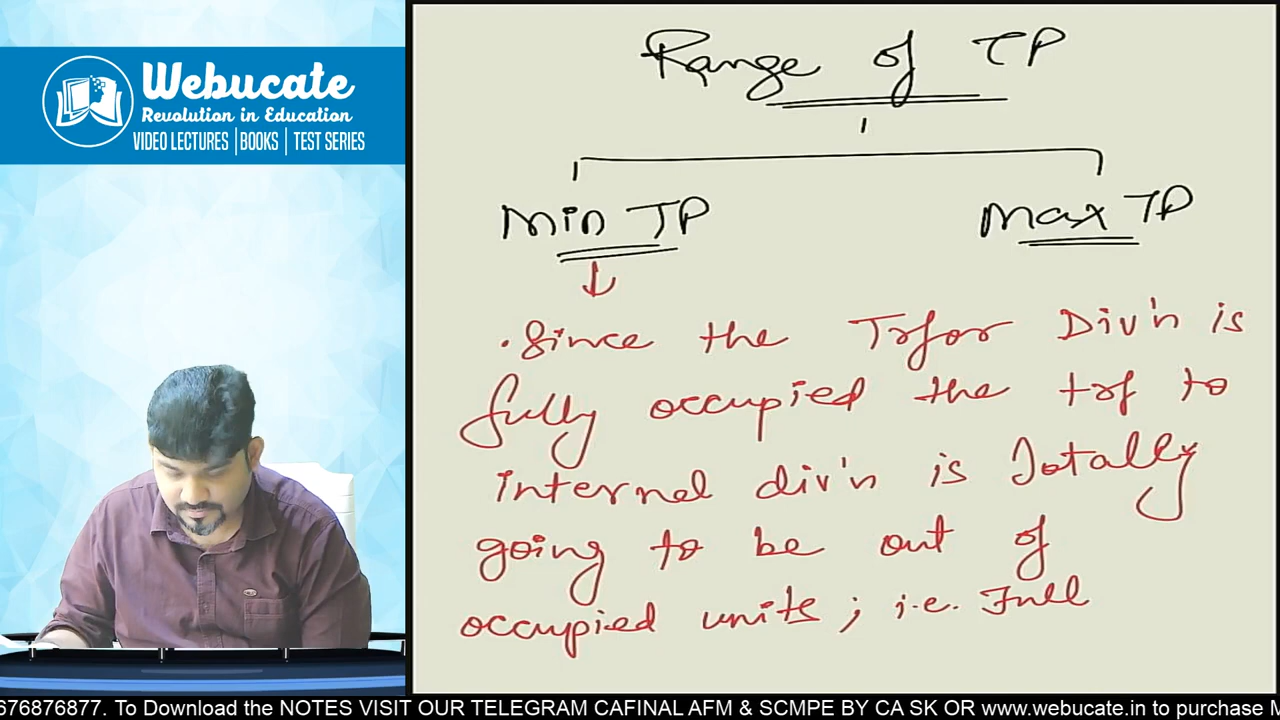 Webucate
Revolution in Education
VIDEO LECTURES | BOOKS | TEST SERIES
Range of TP
Min TP
Max TP
• Since the Trfor Div'n is
fully occupied the trf to
internal div'n is Totally
going to be out of
occupied units; i.e. Full
676876877. To Download the NOTES VISIT OUR TELEGRAM CAFINAL AFM & SCMPE BY CA SK OR www.webucate.in to purchase M